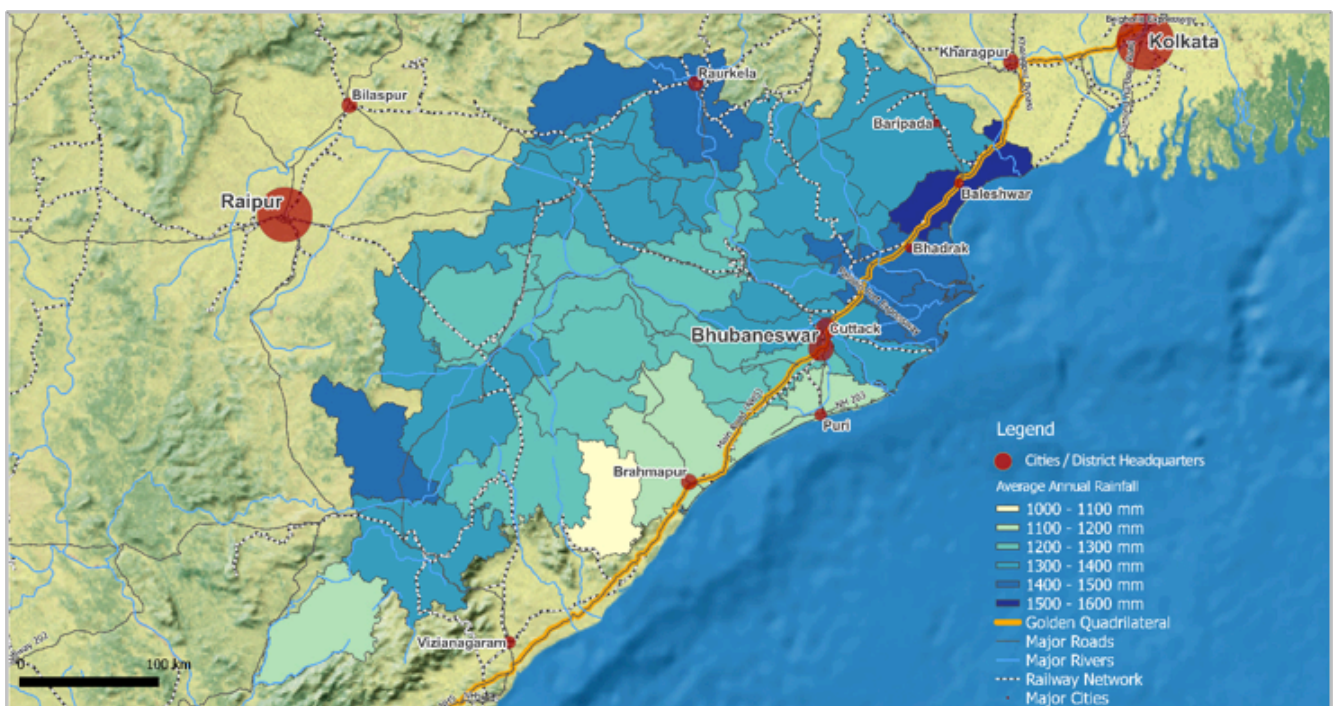 Kolkata
Kharagpur
Raurkela
Bilaspur
Baripada
Raipur
Baleshwar
Bhadrak
Bhubaneswar
Cuttack
NH 203
Puri
Brahmapur
Vizianagaram
0 100 km
Legend
Cities / District Headquarters
Average Annual Rainfall
1000 - 1100 mm
1100 - 1200 mm
1200 - 1300 mm
1300 - 1400 mm
1400 - 1500 mm
1500 - 1600 mm
Golden Quadrilateral
Major Roads
Major Rivers
Railway Network
Major Cities